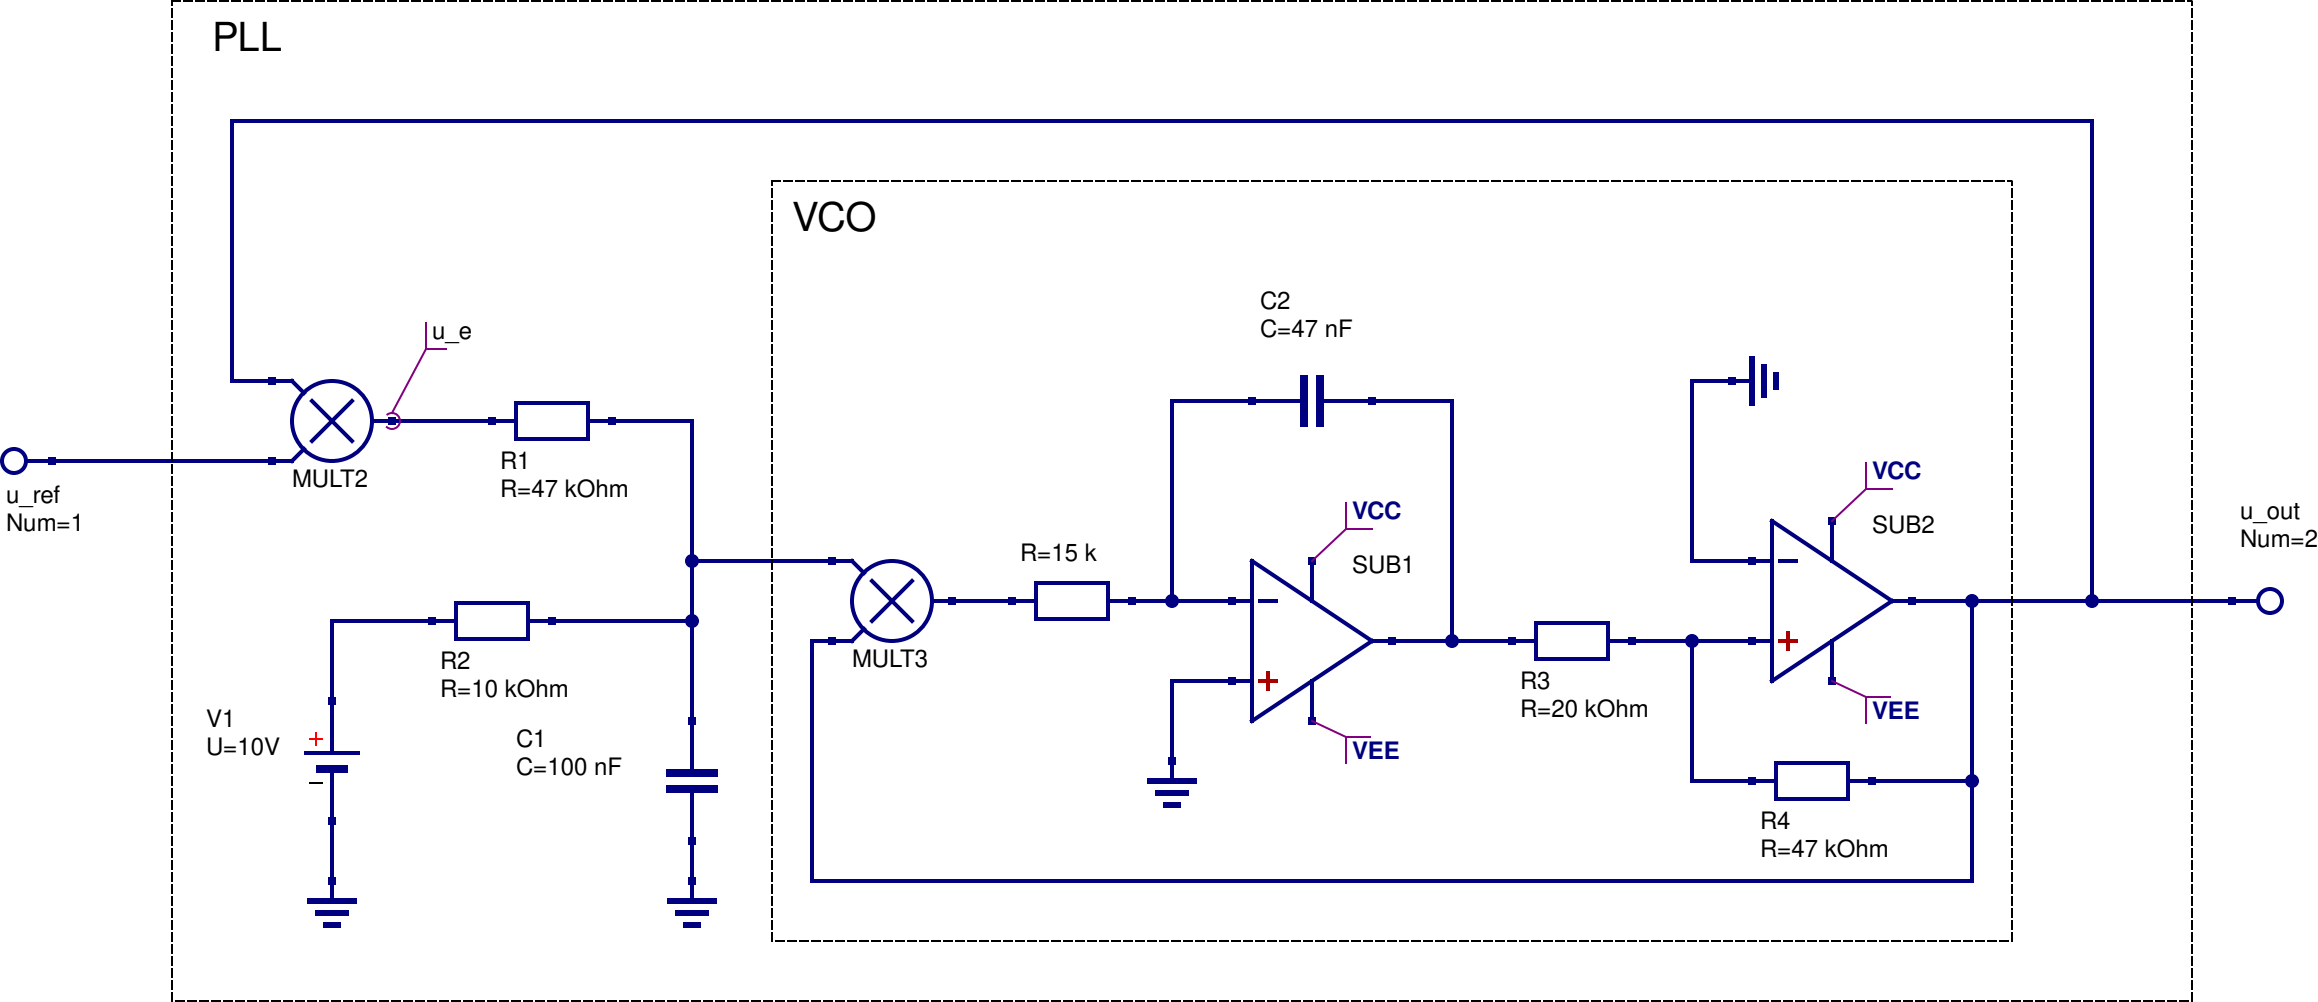 PLL
VCO
C2
C=47 nF
u_e
MULT2
R1
R=47 kOhm
u_ref
Num=1
VCC
SUB2
VCC
SUB1
u_out
Num=2
R=15 k
MULT3
R2
R=10 kOhm
R3
R=20 kOhm
VEE
V1
U=10V
+
−
C1
C=100 nF
VEE
R4
R=47 kOhm